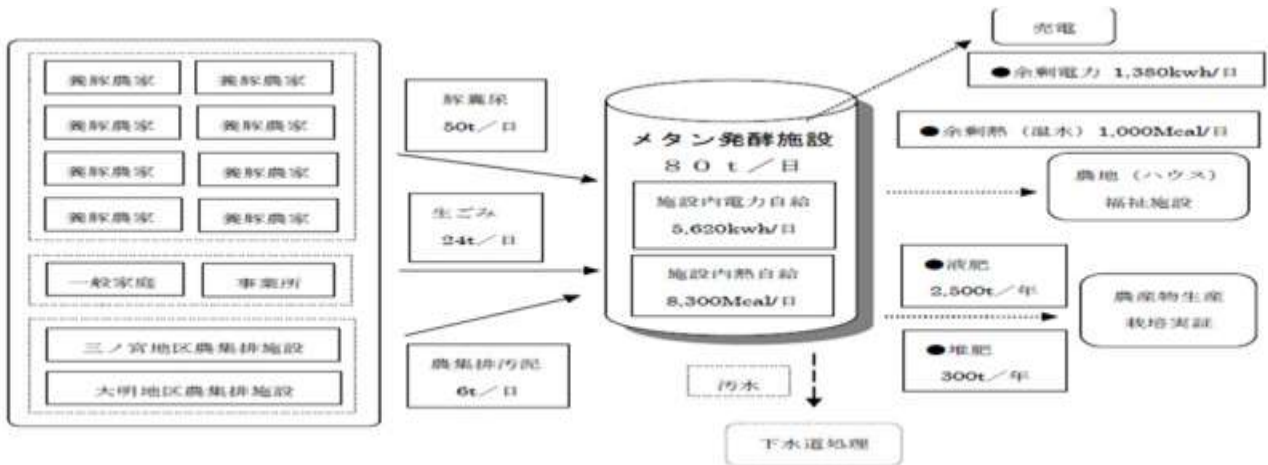 養豚農家
養豚農家
養豚農家
養豚農家
養豚農家
養豚農家
養豚農家
養豚農家
一般家庭
事業所
三ノ宮地区農集排施設
大明地区農集排施設
豚糞尿
50t／日
生ごみ
24t／日
農集排汚泥
6t／日
メタン発酵施設
８０ｔ／日
施設内電力自給
5,620kwh/日
施設内熱自給
8,300Mcal/日
汚水
下水道処理
売電
●余剰電力 1,380kwh/日
●余剰熱（温水）1,000Mcal/日
農地（ハウス）
福祉施設
●液肥
2,500t／年
●堆肥
300t／年
農産物生産
栽培実証